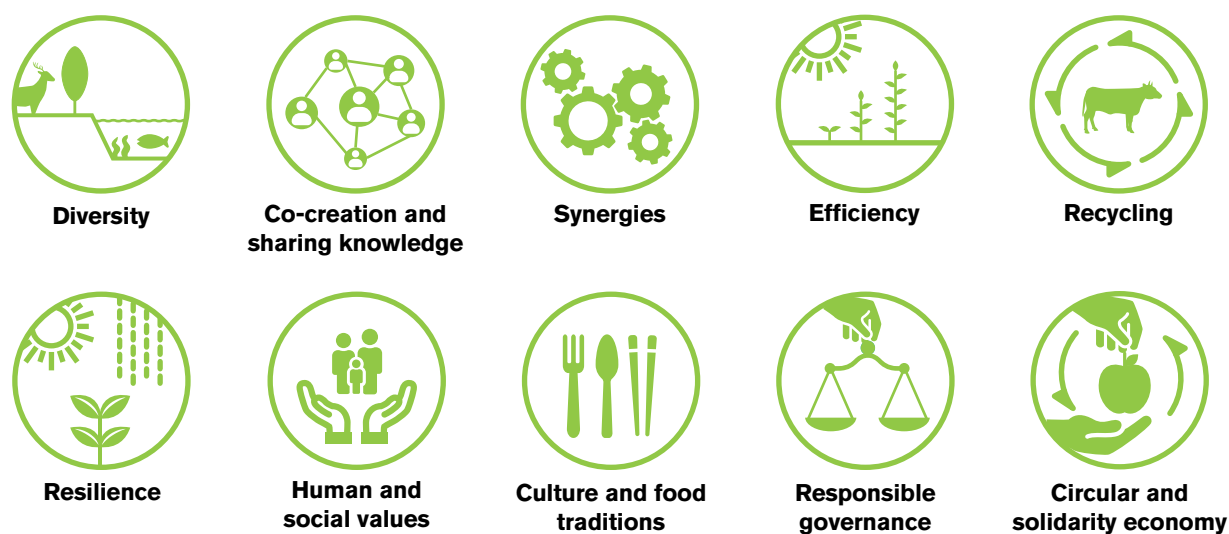 Diversity
Co-creation and
sharing knowledge
Synergies
Efficiency
Recycling
Resilience
Human and
social values
Culture and food
traditions
Responsible
governance
Circular and
solidarity economy